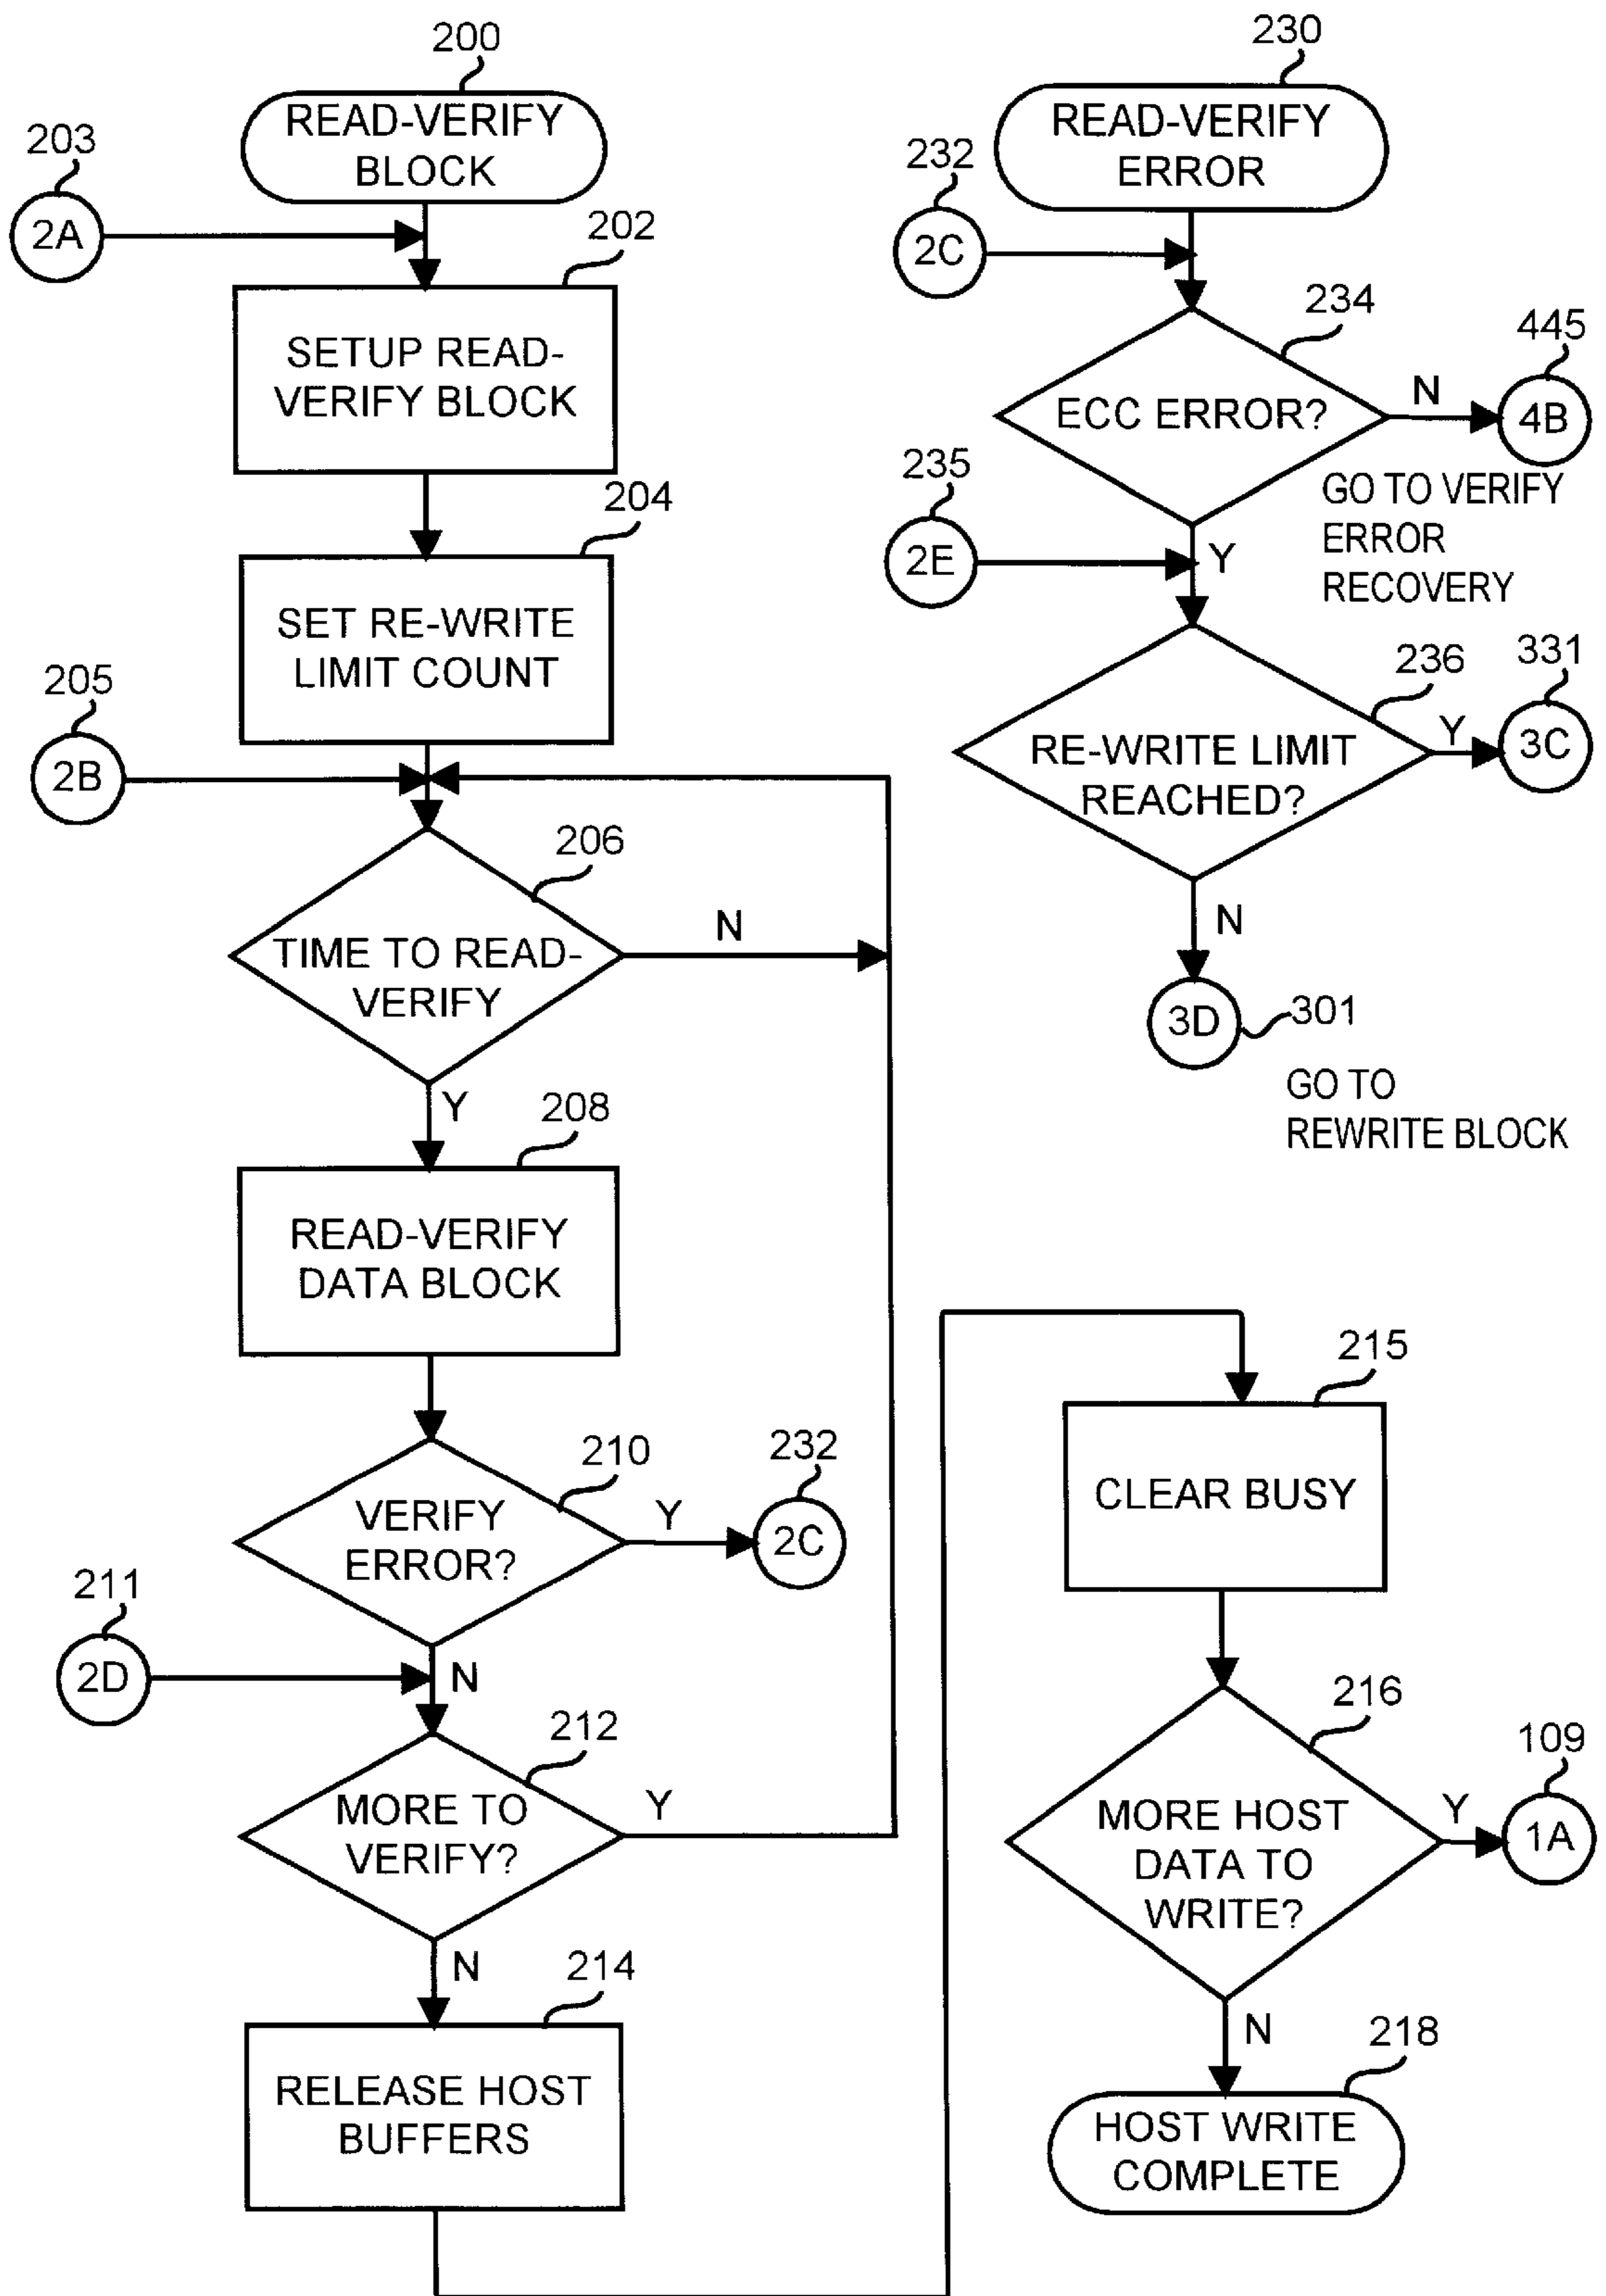 200
READ-VERIFY
BLOCK
203
2A
202
SETUP READ-
VERIFY BLOCK
204
SET RE-WRITE
LIMIT COUNT
205
2B
206
TIME TO READ-
VERIFY
N
Y
208
READ-VERIFY
DATA BLOCK
210
VERIFY
ERROR?
Y
232
2C
211
2D
N
212
MORE TO
VERIFY?
Y
N
214
RELEASE HOST
BUFFERS
230
READ-VERIFY
ERROR
232
2C
234
ECC ERROR?
N
445
4B
GO TO VERIFY
ERROR
RECOVERY
235
2E
Y
236
RE-WRITE LIMIT
REACHED?
Y
331
3C
N
3D
301
GO TO
REWRITE BLOCK
215
CLEAR BUSY
216
MORE HOST
DATA TO
WRITE?
Y
109
1A
N
218
HOST WRITE
COMPLETE